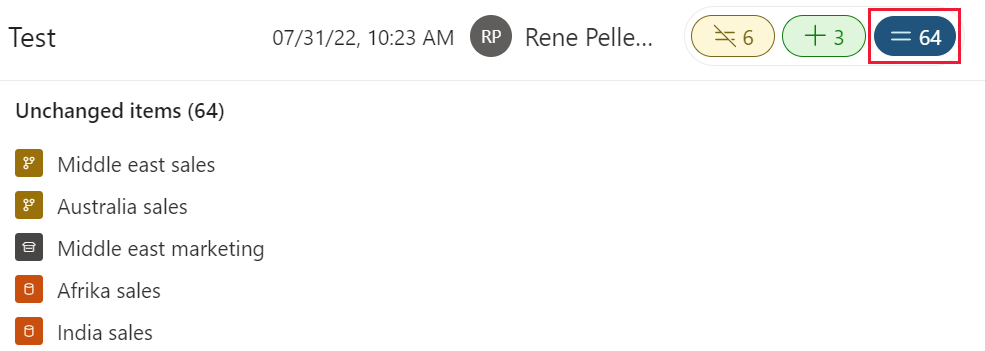 Test 07/31/22, 10:23 AM RP Rene Pelle... 6 3 64
Unchanged items (64)
Middle east sales
Australia sales
Middle east marketing
Afrika sales
India sales